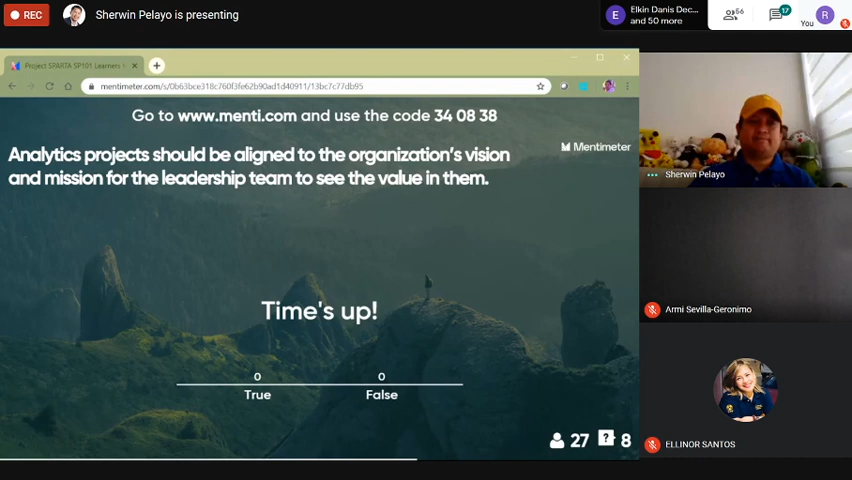 REC
Sherwin Pelayo is presenting
E
Elkin Danis Dec...
and 50 more
56
17
You
R
Project SPARTA SP101 Learners
mentimeter.com/s/0b63bce318c760f3fe62b90ad1d40911/13bc7c77db95
Go to www.menti.com and use the code 34 08 38
Mentimeter
Analytics projects should be aligned to the organization's vision
and mission for the leadership team to see the value in them.
Time's up!
0
0
True
False
27
8
Sherwin Pelayo
Armi Sevilla-Geronimo
ELLINOR SANTOS